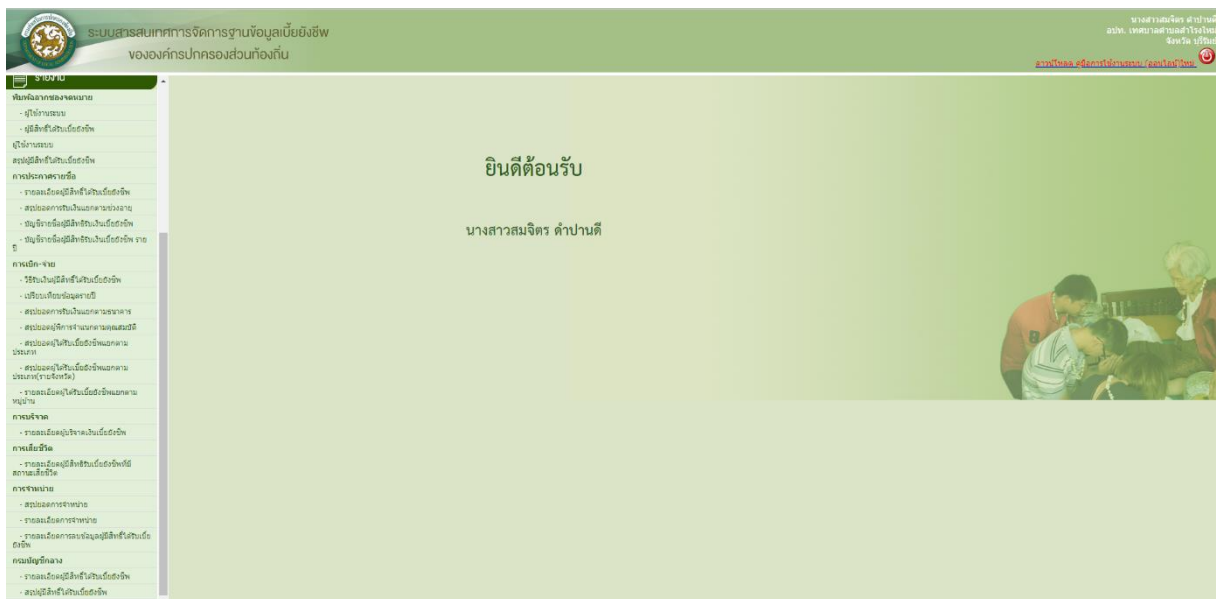 ระบบสารสนเทศการจัดการฐานข้อมูลเบี้ยยังชีพ
ขององค์กรปกครองส่วนท้องถิ่น
นางสาวสมจิตร ดำปานดี
อปท. เทศบาลตำบลสำโรงใหม่
จังหวัด บุรีรัมย์
ดาวน์โหลด คู่มือการใช้งานระบบ (ออนไลน์)ใหม่
รายงาน
พิมพ์ฉลากซองจดหมาย
- ผู้ใช้งานระบบ
- ผู้มีสิทธิ์ได้รับเบี้ยยังชีพ
ผู้ใช้งานระบบ
สรุปผู้มีสิทธิ์ได้รับเบี้ยยังชีพ
การประกาศรายชื่อ
- รายละเอียดผู้มีสิทธิ์ได้รับเบี้ยยังชีพ
- สรุปยอดการรับเงินแยกตามช่วงอายุ
- บัญชีรายชื่อผู้มีสิทธิรับเงินเบี้ยยังชีพ
- บัญชีรายชื่อผู้มีสิทธิรับเงินเบี้ยยังชีพ ราย
ปี
การเบิก-จ่าย
- วิธีรับเงินผู้มีสิทธิ์ได้รับเบี้ยยังชีพ
- เปรียบเทียบข้อมูลรายปี
- สรุปยอดการรับเงินแยกตามธนาคาร
- สรุปยอดผู้พิการจำแนกตามคุณสมบัติ
- สรุปยอดผู้ได้รับเบี้ยยังชีพแยกตาม
ประเภท
- สรุปยอดผู้ได้รับเบี้ยยังชีพแยกตาม
ประเภท(รายจังหวัด)
- รายละเอียดผู้ได้รับเบี้ยยังชีพแยกตาม
หมู่บ้าน
การบริจาค
- รายละเอียดผู้บริจาคเงินเบี้ยยังชีพ
การเสียชีวิต
- รายละเอียดผู้มีสิทธิรับเบี้ยยังชีพที่มี
สถานะเสียชีวิต
การจำหน่าย
- สรุปยอดการจำหน่าย
- รายละเอียดการจำหน่าย
- รายละเอียดการลบข้อมูลผู้มีสิทธิ์ได้รับเบี้ย
ยังชีพ
กรมบัญชีกลาง
- รายละเอียดผู้มีสิทธิ์ได้รับเบี้ยยังชีพ
- สรุปผู้มีสิทธิ์ได้รับเบี้ยยังชีพ
ยินดีต้อนรับ
นางสาวสมจิตร ดำปานดี